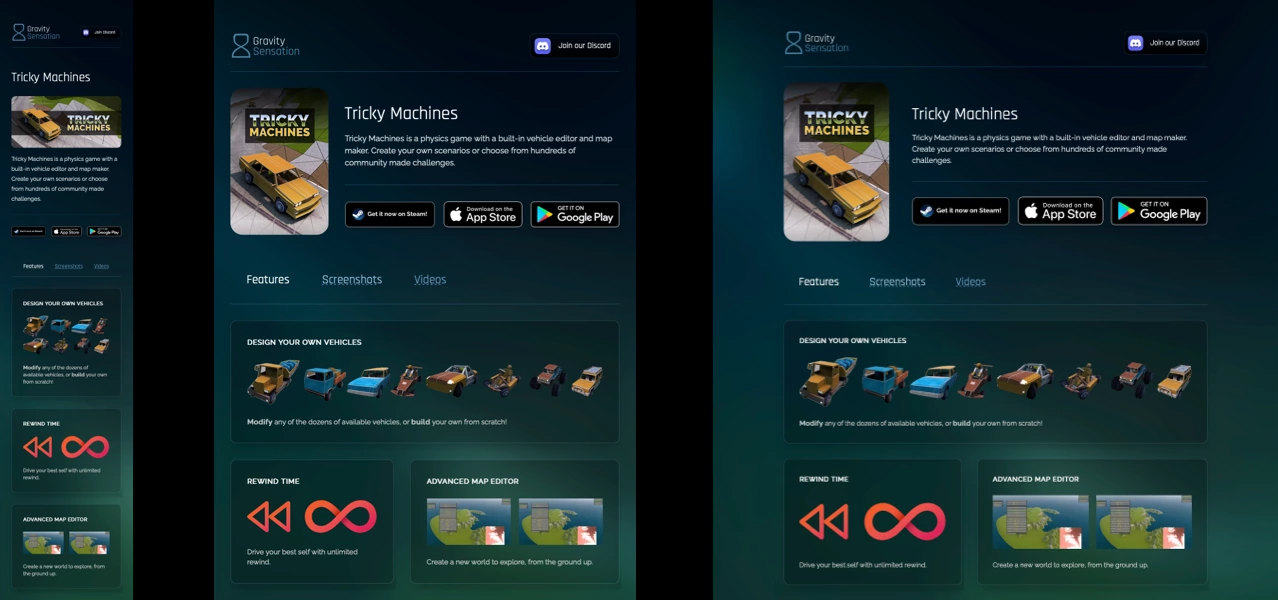 Gravity
Sensation
Join Discord
Tricky Machines
TRICKY
MACHINES
Tricky Machines is a physics game with a
built-in vehicle editor and map maker.
Create your own scenarios or choose
from hundreds of community made
challenges.
Get it now on Steam!
Download on the
App Store
GET IT ON
Google Play
Features Screenshots Videos
DESIGN YOUR OWN VEHICLES
Modify any of the dozens of
available vehicles, or build your own
from scratch!
REWIND TIME
Drive your best self with unlimited
rewind.
ADVANCED MAP EDITOR
Create a new world to explore, from
the ground up.
Gravity
Sensation
Join our Discord
TRICKY
MACHINES
Tricky Machines
Tricky Machines is a physics game with a built-in vehicle editor and map
maker. Create your own scenarios or choose from hundreds of
community made challenges.
Get it now on Steam!
Download on the
App Store
GET IT ON
Google Play
Features Screenshots Videos
DESIGN YOUR OWN VEHICLES
Modify any of the dozens of available vehicles, or build your own from scratch!
REWIND TIME
Drive your best self with unlimited
rewind.
ADVANCED MAP EDITOR
Create a new world to explore, from the ground up.
Gravity
Sensation
Join our Discord
TRICKY
MACHINES
Tricky Machines
Tricky Machines is a physics game with a built-in vehicle editor and map maker.
Create your own scenarios or choose from hundreds of community made
challenges.
Get it now on Steam!
Download on the
App Store
GET IT ON
Google Play
Features Screenshots Videos
DESIGN YOUR OWN VEHICLES
Modify any of the dozens of available vehicles, or build your own from scratch!
REWIND TIME
Drive your best self with unlimited rewind.
ADVANCED MAP EDITOR
Create a new world to explore, from the ground up.